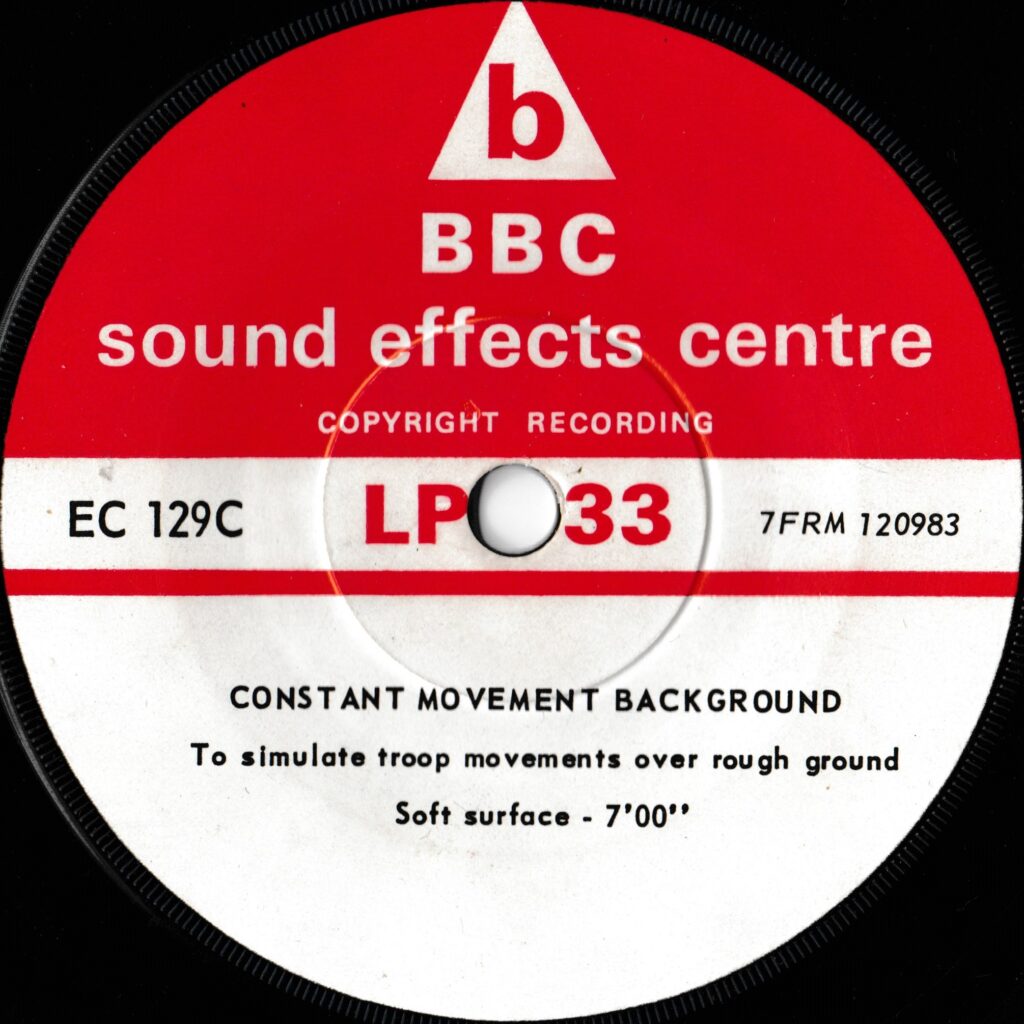 b
BBC
sound effects centre
COPYRIGHT RECORDING
EC 129C LP 33 7FRM 120983
CONSTANT MOVEMENT BACKGROUND
To simulate troop movements over rough ground
Soft surface - 7'00''